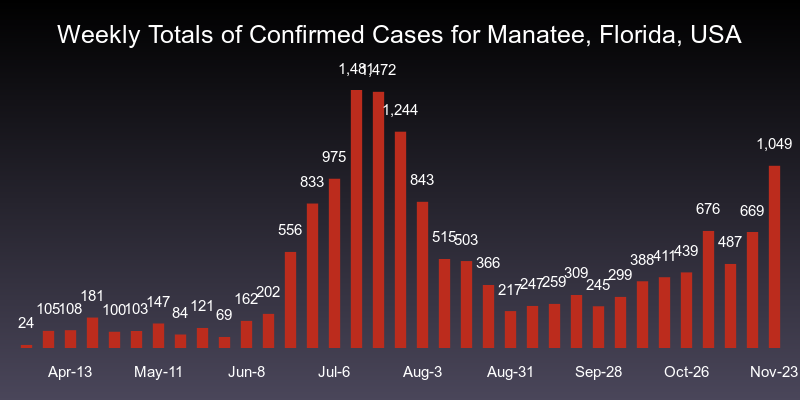 Weekly Totals of Confirmed Cases for Manatee, Florida, USA
24 105 108 181 100 103 147 84 121 69 162 202 556 833 975 1,481 1,472 1,244 843 515 503 366 217 247 259 309 245 299 388 411 439 676 487 669 1,049
Apr-13 May-11 Jun-8 Jul-6 Aug-3 Aug-31 Sep-28 Oct-26 Nov-23